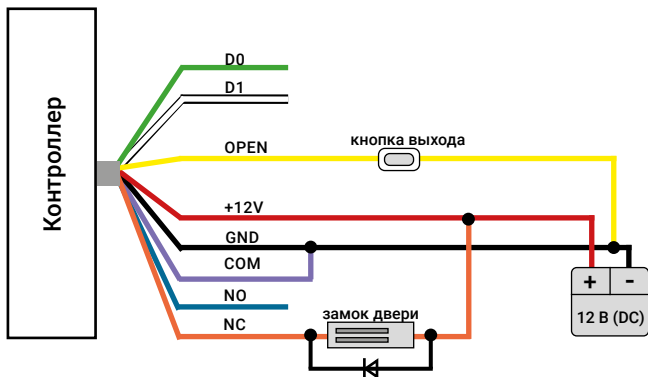 Контроллер
D0
D1
OPEN
кнопка выхода
+12V
GND
COM
NO
NC
замок двери
+ -
12 В (DC)